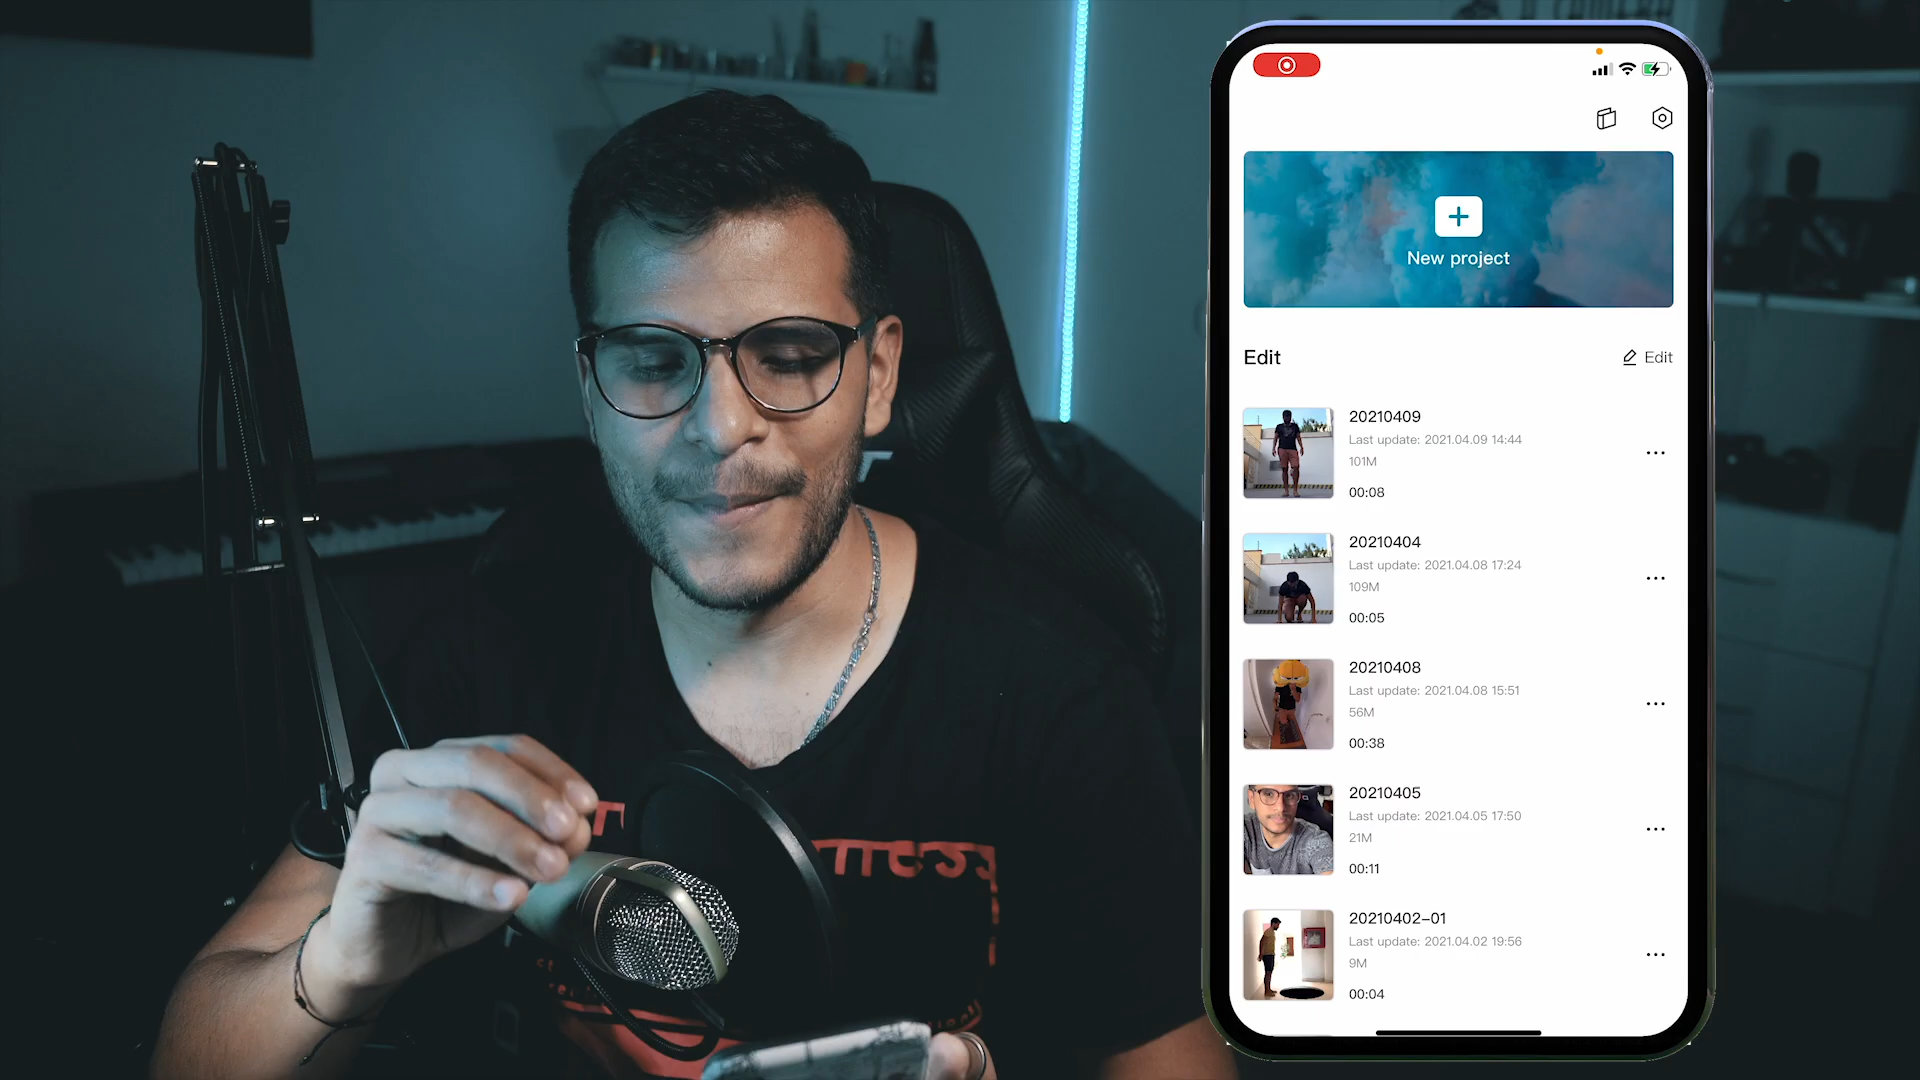 New project
Edit
Edit
20210409
Last update: 2021.04.09 14:44
101M
00:08
20210404
Last update: 2021.04.08 17:24
109M
00:05
20210408
Last update: 2021.04.08 15:51
56M
00:38
20210405
Last update: 2021.04.05 17:50
21M
00:11
20210402-01
Last update: 2021.04.02 19:56
9M
00:04